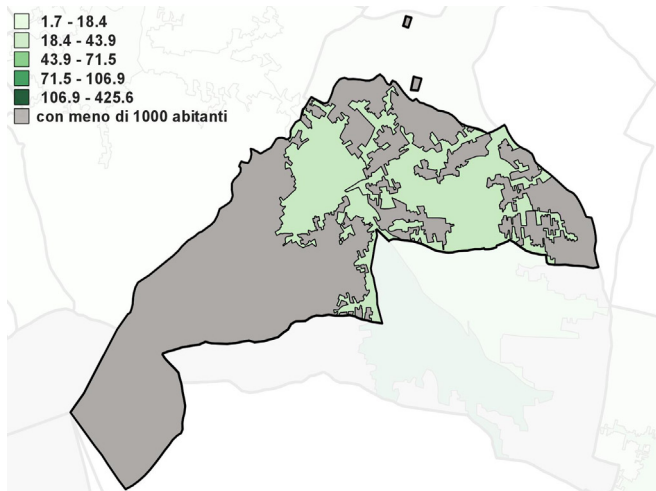 1.7 - 18.4
18.4 - 43.9
43.9 - 71.5
71.5 - 106.9
106.9 - 425.6
con meno di 1000 abitanti